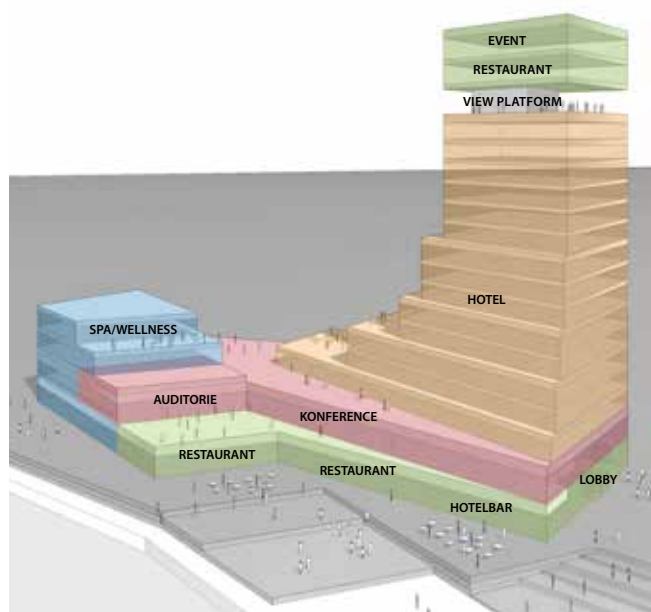 EVENT
RESTAURANT
VIEW PLATFORM
HOTEL
SPA/WELLNESS
AUDITORIE
KONFERENCE
RESTAURANT
RESTAURANT
LOBBY
HOTELBAR